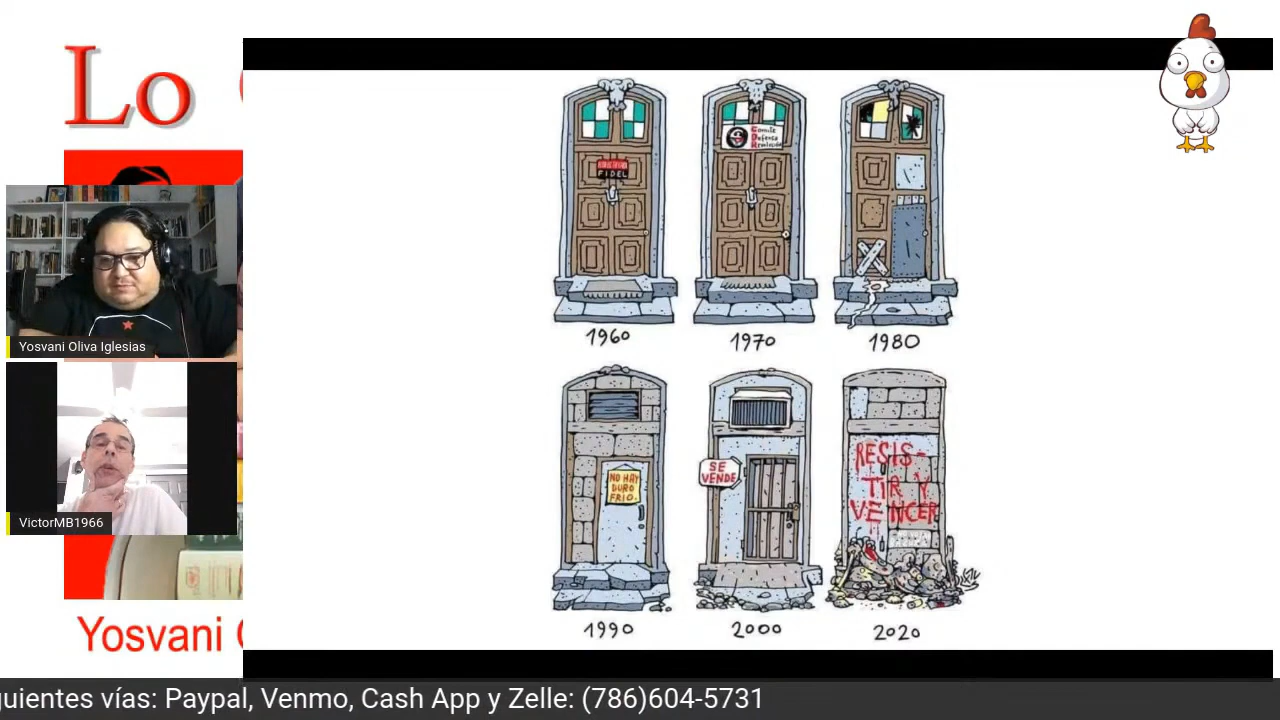 Lo
FIDEL
Comité
Defensa
1960
1970
1980
NO HAY
DURO
FRIO.
SE
VENDE
RESIS-
TIR Y
VENCER
1990
2000
2020
Yosvani Oliva Iglesias
VictorMB1966
Yosvani
guientes vías: Paypal, Venmo, Cash App y Zelle: (786)604-5731